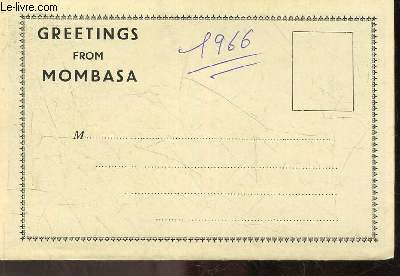 Le-livre.com
GREETINGS
FROM
MOMBASA
1966
M